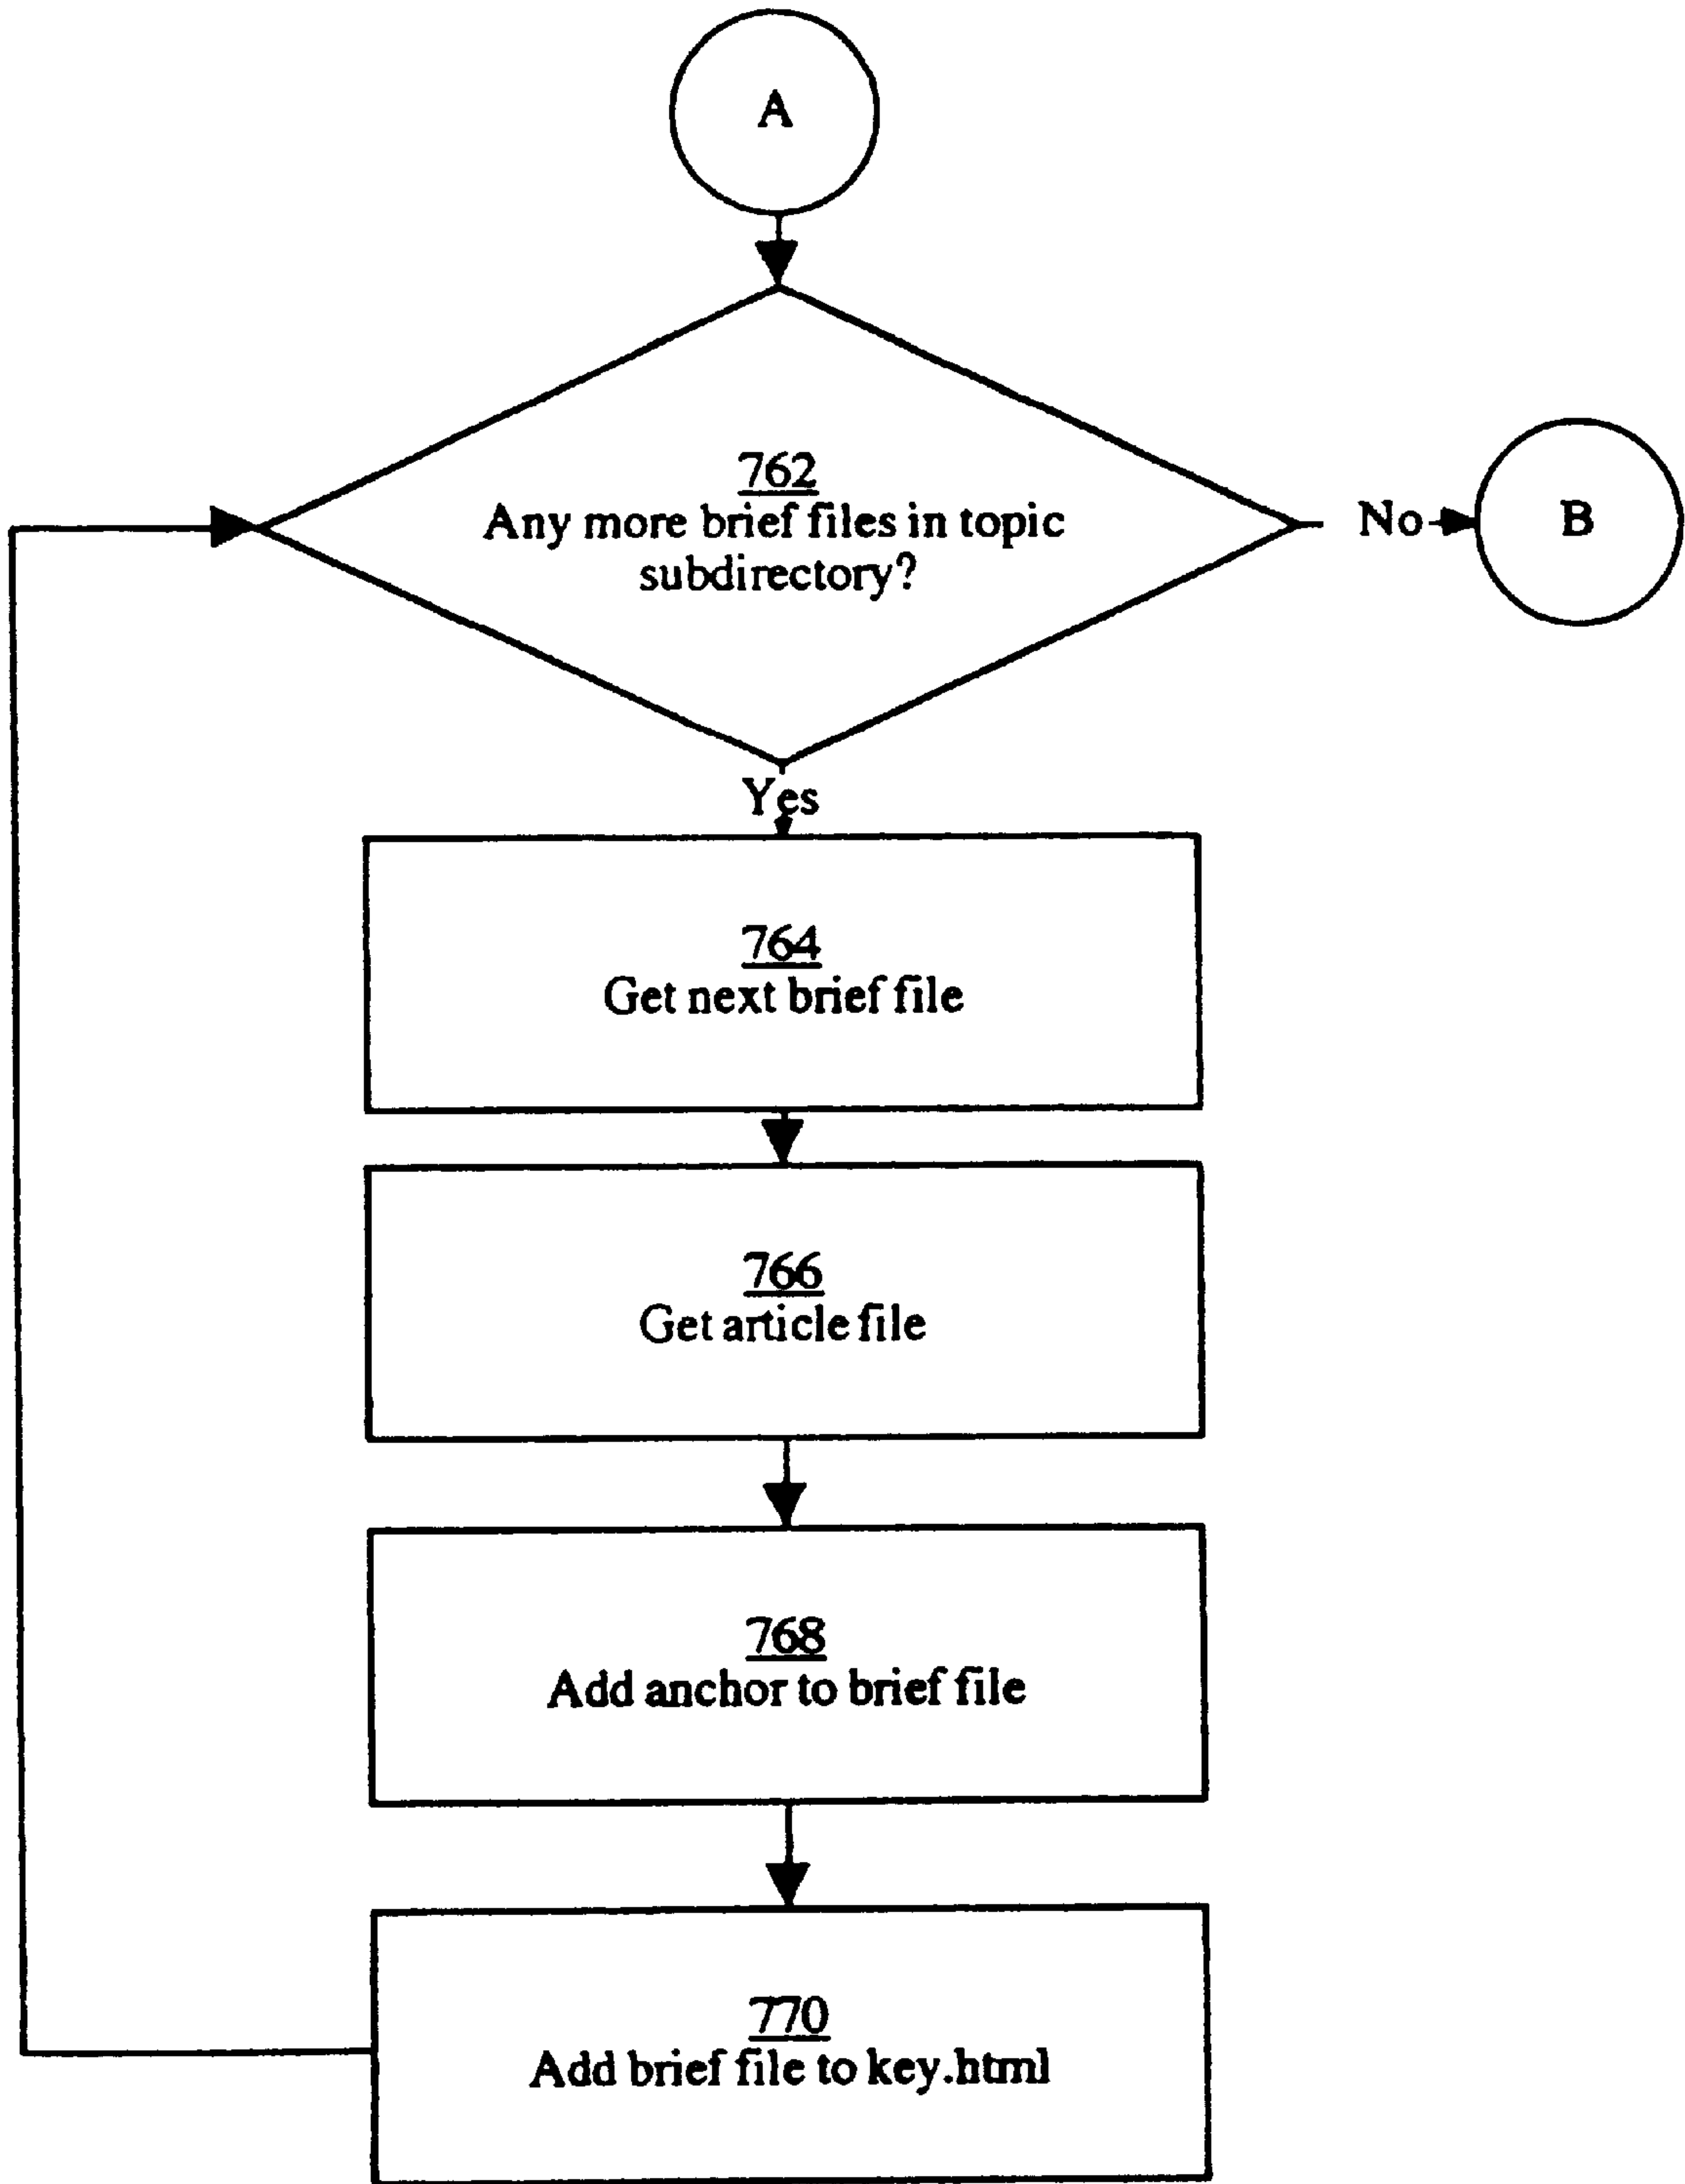 A
762
Any more brief files in topic
subdirectory?
No
B
Yes
764
Get next brief file
766
Get article file
768
Add anchor to brief file
770
Add brief file to key.html